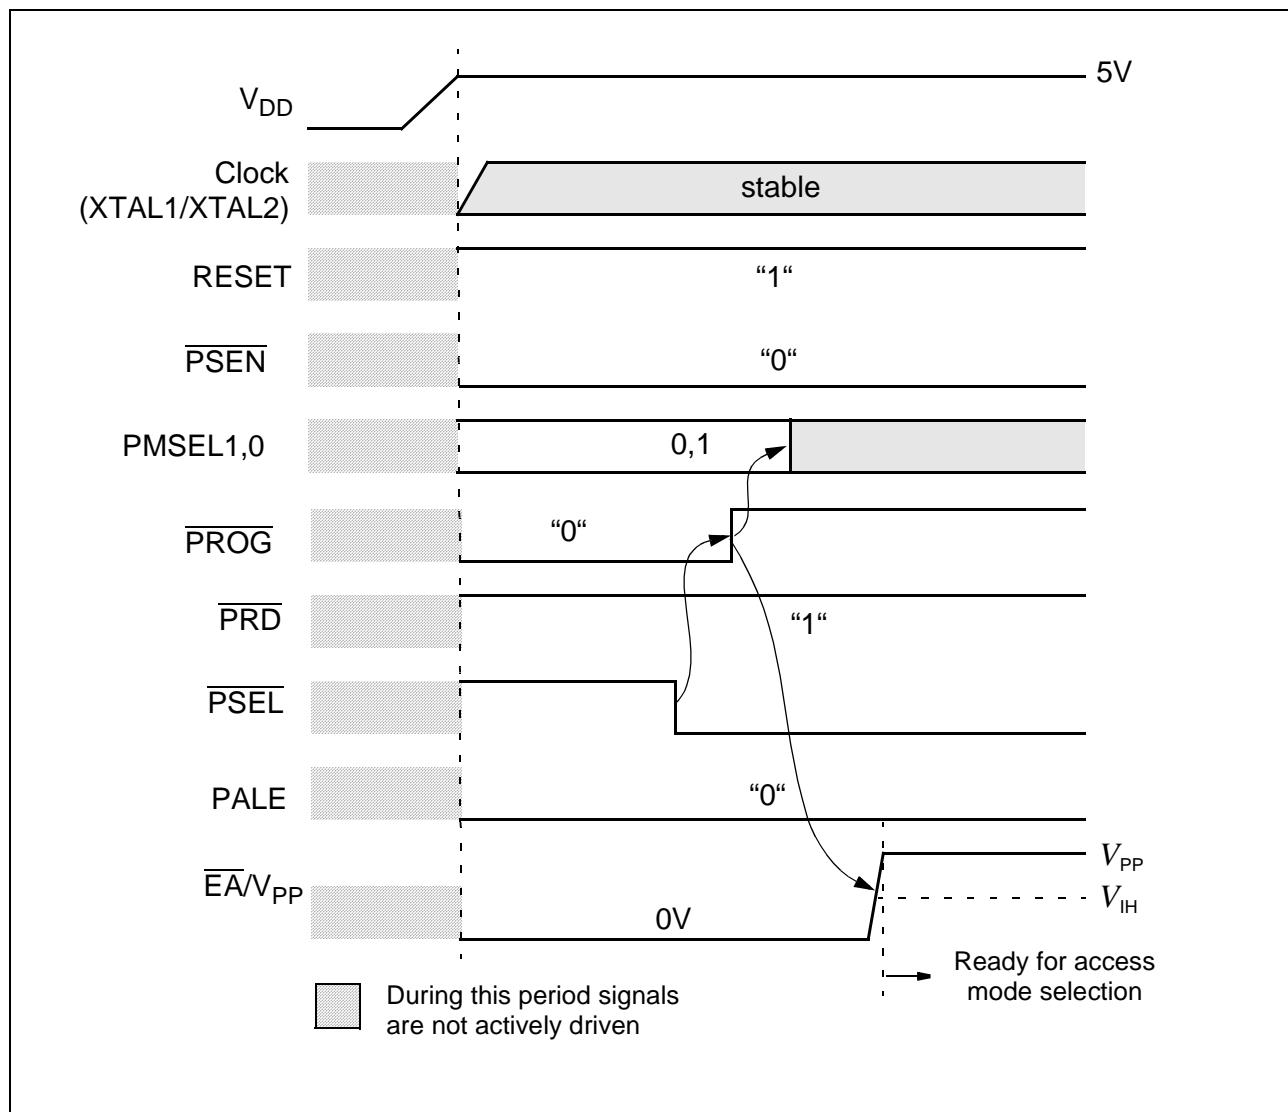 5V
VDD
Clock
(XTAL1/XTAL2)
stable
RESET
“1“
PSEN
“0“
PMSEL1,0
0,1
PROG
“0“
PRD
“1“
PSEL
PALE
“0“
EA/VPP
0V
VPP
VIH
Ready for access
mode selection
During this period signals
are not actively driven